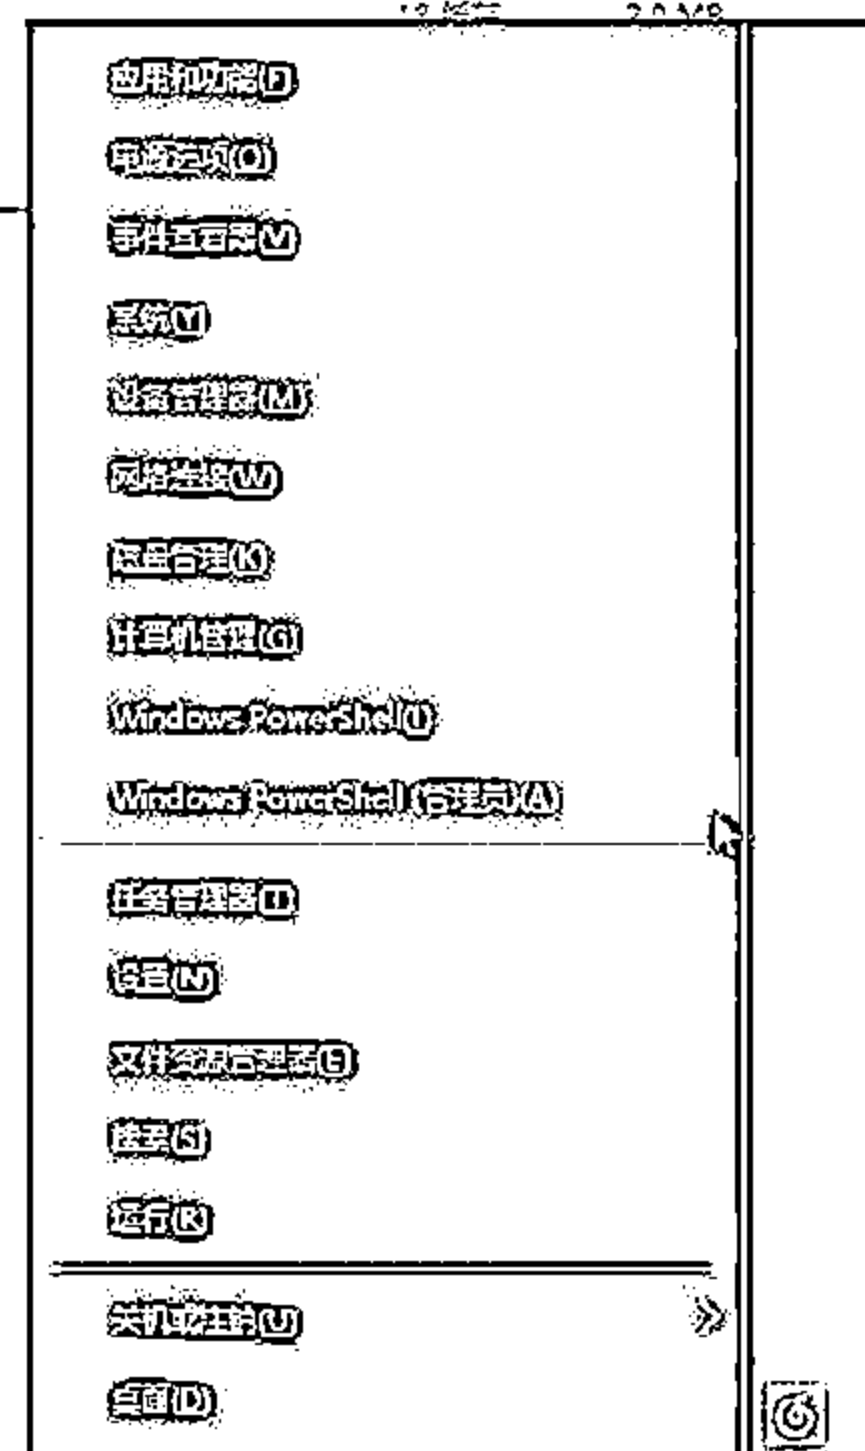 应用和功能(F)
电源选项(O)
事件查看器(V)
系统(Y)
设备管理器(M)
网络连接(W)
磁盘管理(K)
计算机管理(G)
Windows PowerShell(I)
Windows PowerShell (管理员)(A)
任务管理器(T)
设置(N)
文件资源管理器(E)
搜索(S)
运行(R)
关机或注销(U)
桌面(D)